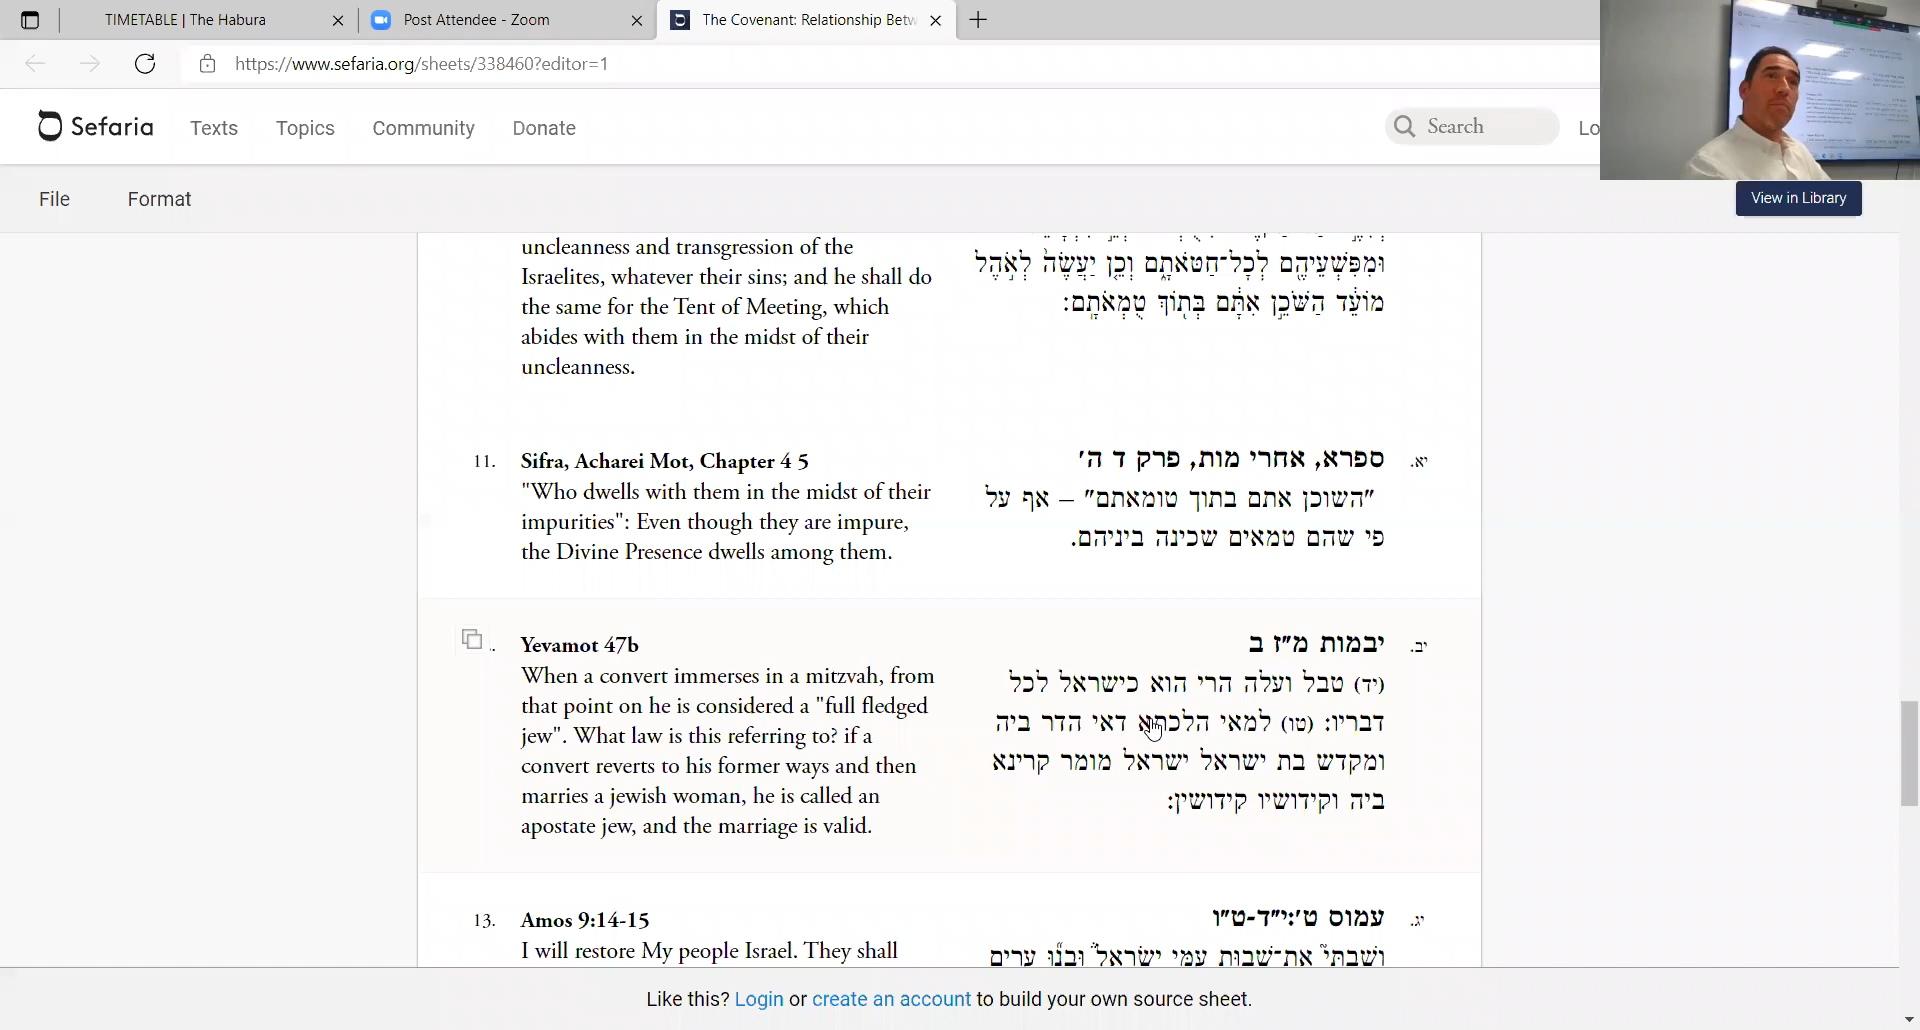 TIMETABLE | The Habura
Post Attendee - Zoom
The Covenant: Relationship Betw
https://www.sefaria.org/sheets/338460?editor=1
Sefaria
Texts
Topics
Community
Donate
Search
Lo
File
Format
View in Library
uncleanness and transgression of the
Israelites, whatever their sins; and he shall do
the same for the Tent of Meeting, which
abides with them in the midst of their
uncleanness.
וּמִפִּשְׁעֵיהֶ֖ם לְכׇל־חַטֹּאתָ֑ם וְכֵ֤ן יַעֲשֶׂה֙ לְאֹ֣הֶל
מוֹעֵ֔ד הַשֹּׁכֵ֣ן אִתָּ֔ם בְּת֖וֹךְ טֻמְאֹתָֽם׃
11.
Sifra, Acharei Mot, Chapter 4 5
"Who dwells with them in the midst of their
impurities": Even though they are impure,
the Divine Presence dwells among them.
יא.
ספרא, אחרי מות, פרק ד ה׳
"השוכן אתם בתוך טומאתם" – אף על
פי שהם טמאים שכינה ביניהם.
.
Yevamot 47b
When a convert immerses in a mitzvah, from
that point on he is considered a "full fledged
jew". What law is this referring to? if a
convert reverts to his former ways and then
marries a jewish woman, he is called an
apostate jew, and the marriage is valid.
יב.
יבמות מ״ז ב
(יד) טבל ועלה הרי הוא כישראל לכל
דבריו: (טו) למאי הלכתא דאי הדר ביה
ומקדש בת ישראל ישראל מומר קרינא
ביה וקידושיו קידושין:
13.
Amos 9:14-15
I will restore My people Israel. They shall
יג.
עמוס ט׳:י״ד-ט״ו
וְשַׁבְתִּי֮ אֶת־שְׁב֣וּת עַמִּ֣י יִשְׂרָאֵל֒ וּבָנ֞וּ עָרִ֤ים
Like this? Login or create an account to build your own source sheet.